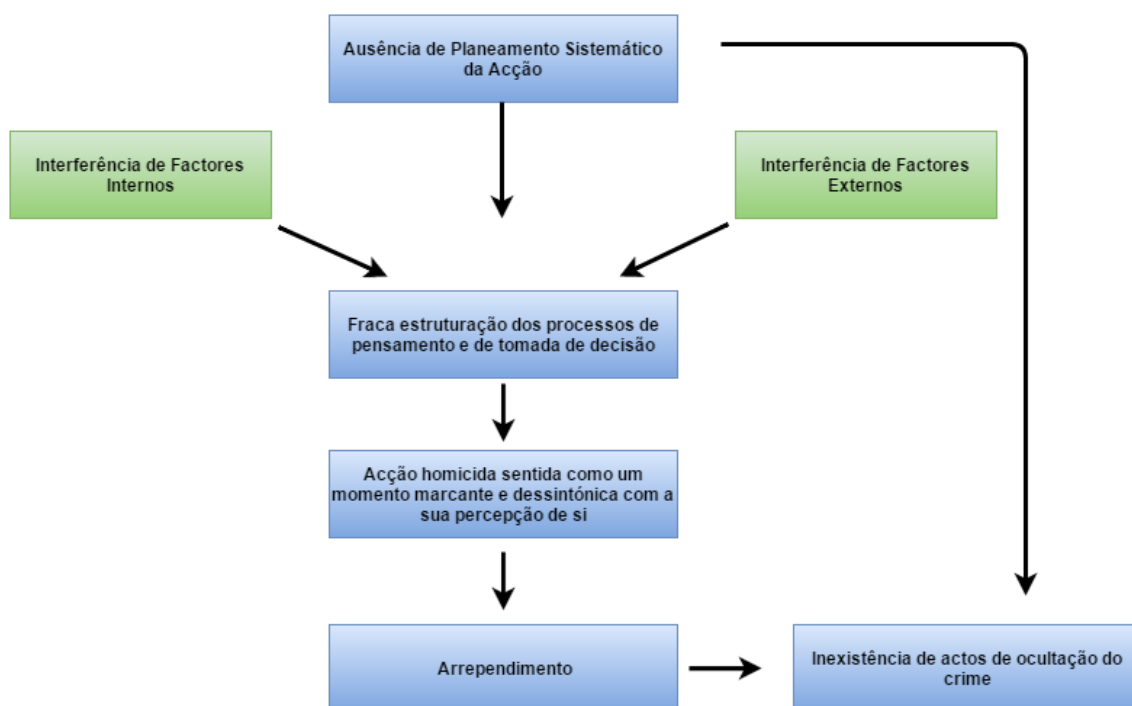 Ausência de Planeamento Sistemático
da Acção
Interferência de Factores
Internos
Interferência de Factores
Externos
Fraca estruturação dos processos de
pensamento e de tomada de decisão
Acção homicida sentida como um
momento marcante e dessintónica com a
sua percepção de si
Arrependimento
Inexistência de actos de ocultação do
crime